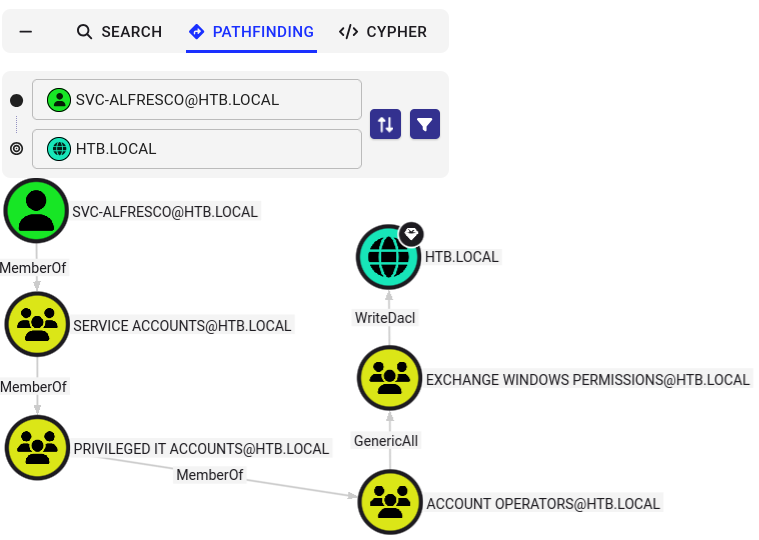 SEARCH
PATHFINDING
CYPHER
SVC-ALFRESCO@HTB.LOCAL
HTB.LOCAL
SVC-ALFRESCO@HTB.LOCAL
MemberOf
SERVICE ACCOUNTS@HTB.LOCAL
MemberOf
PRIVILEGED IT ACCOUNTS@HTB.LOCAL
MemberOf
ACCOUNT OPERATORS@HTB.LOCAL
GenericAll
EXCHANGE WINDOWS PERMISSIONS@HTB.LOCAL
WriteDacl
HTB.LOCAL